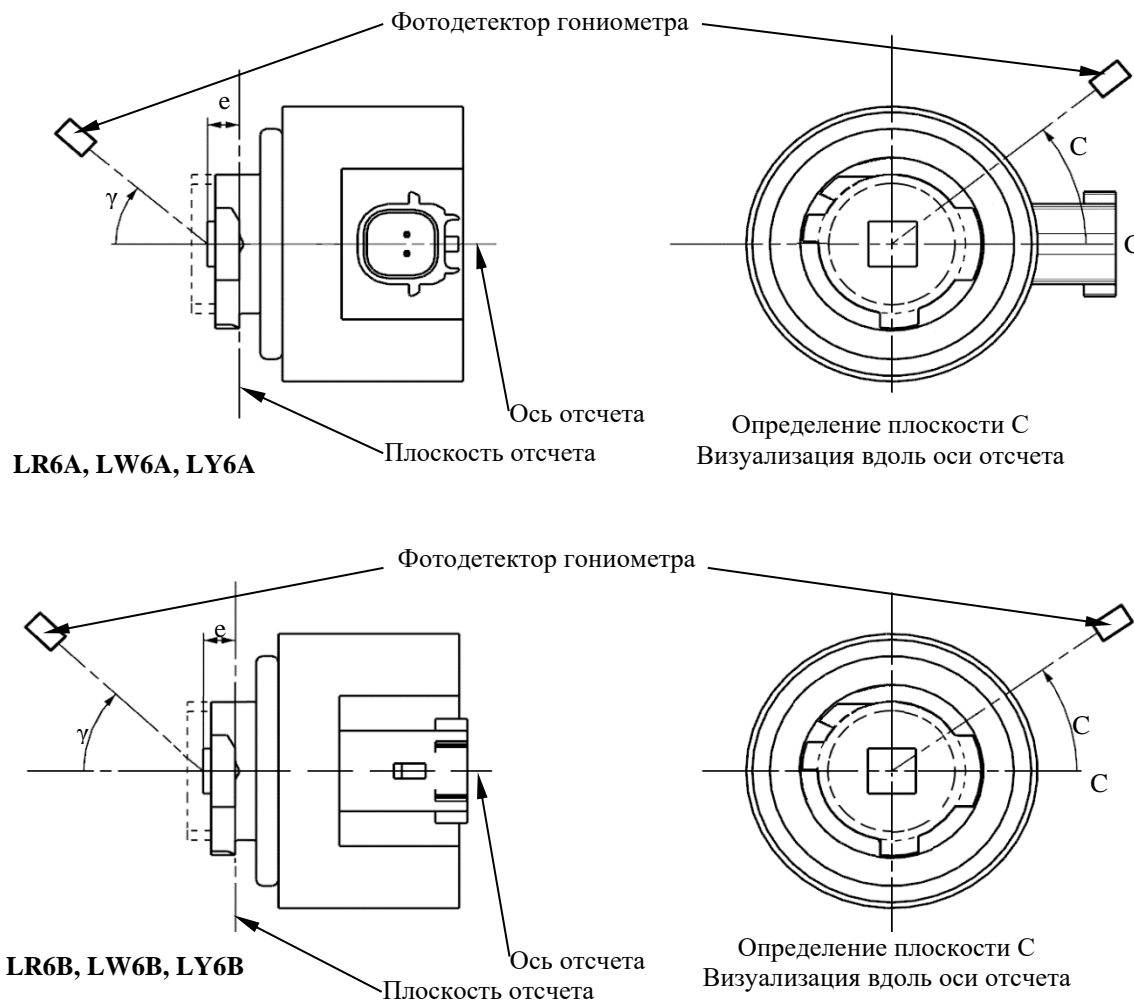 Фотодетектор гониометра
e
γ
C
C
Ось отсчета
Плоскость отсчета
Определение плоскости C
Визуализация вдоль оси отсчета
LR6A, LW6A, LY6A
Фотодетектор гониометра
e
γ
C
C
Ось отсчета
Плоскость отсчета
Определение плоскости C
Визуализация вдоль оси отсчета
LR6B, LW6B, LY6B